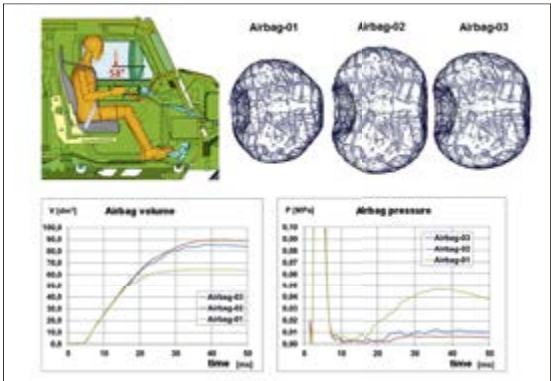 Airbag-01
Airbag-02
Airbag-03
58°
V [dm³]
Airbag volume
100,0
90,0
80,0
70,0
60,0
50,0
40,0
30,0
20,0
10,0
0,0
Airbag-03
Airbag-02
Airbag-01
0 10 20 30 40 50
time [ms]
P [MPa]
Airbag pressure
0,10
0,09
0,08
0,07
0,06
0,05
0,04
0,03
0,02
0,01
0,00
Airbag-03
Airbag-02
Airbag-01
0 10 20 30 40 50
time [ms]